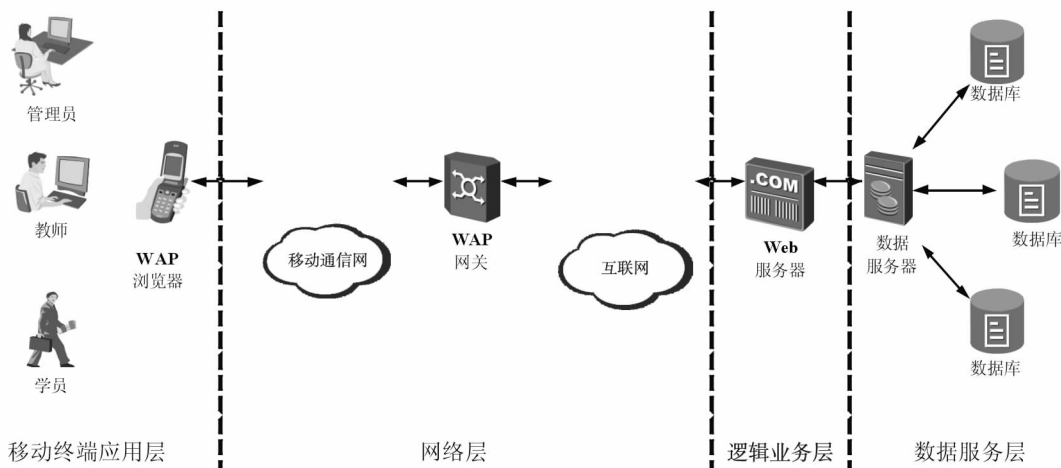 管理员
教师
学员
WAP
浏览器
移动通信网
WAP
网关
互联网
.COM
Web
服务器
数据
服务器
数据库
数据库
数据库
移动终端应用层
网络层
逻辑业务层
数据服务层